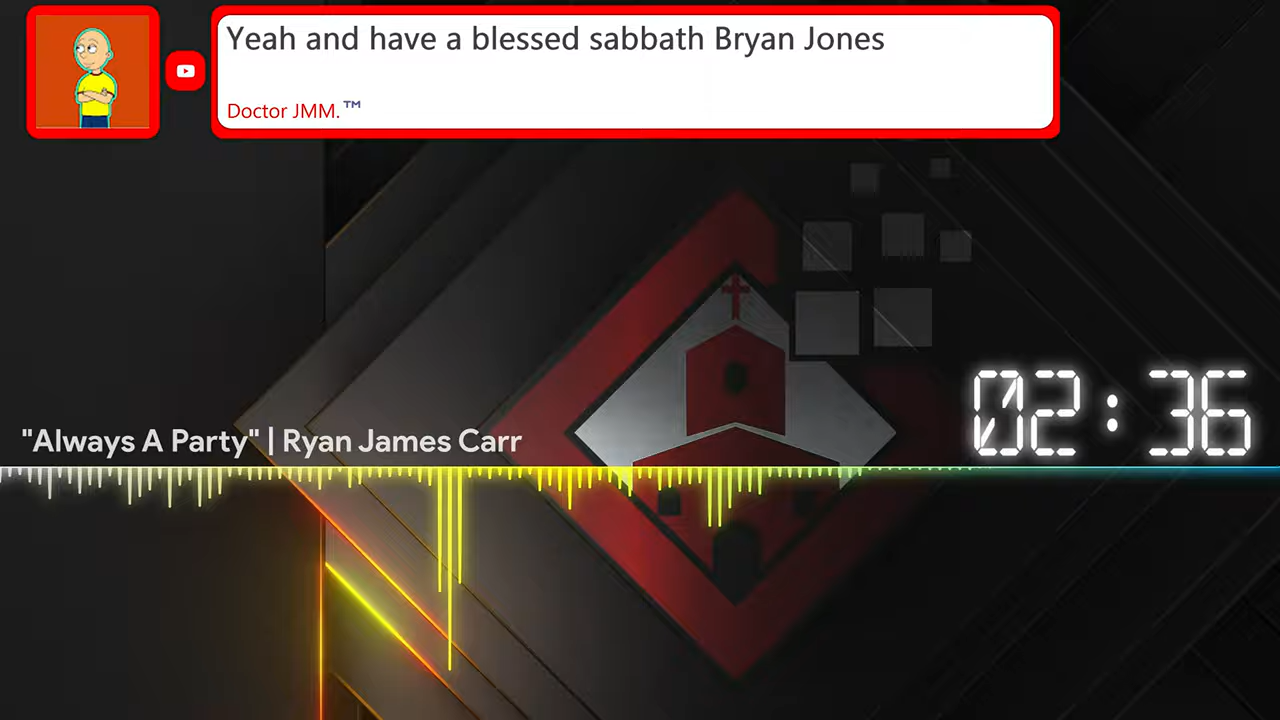 Yeah and have a blessed sabbath Bryan Jones
Doctor JMM.™
"Always A Party" | Ryan James Carr
02:36